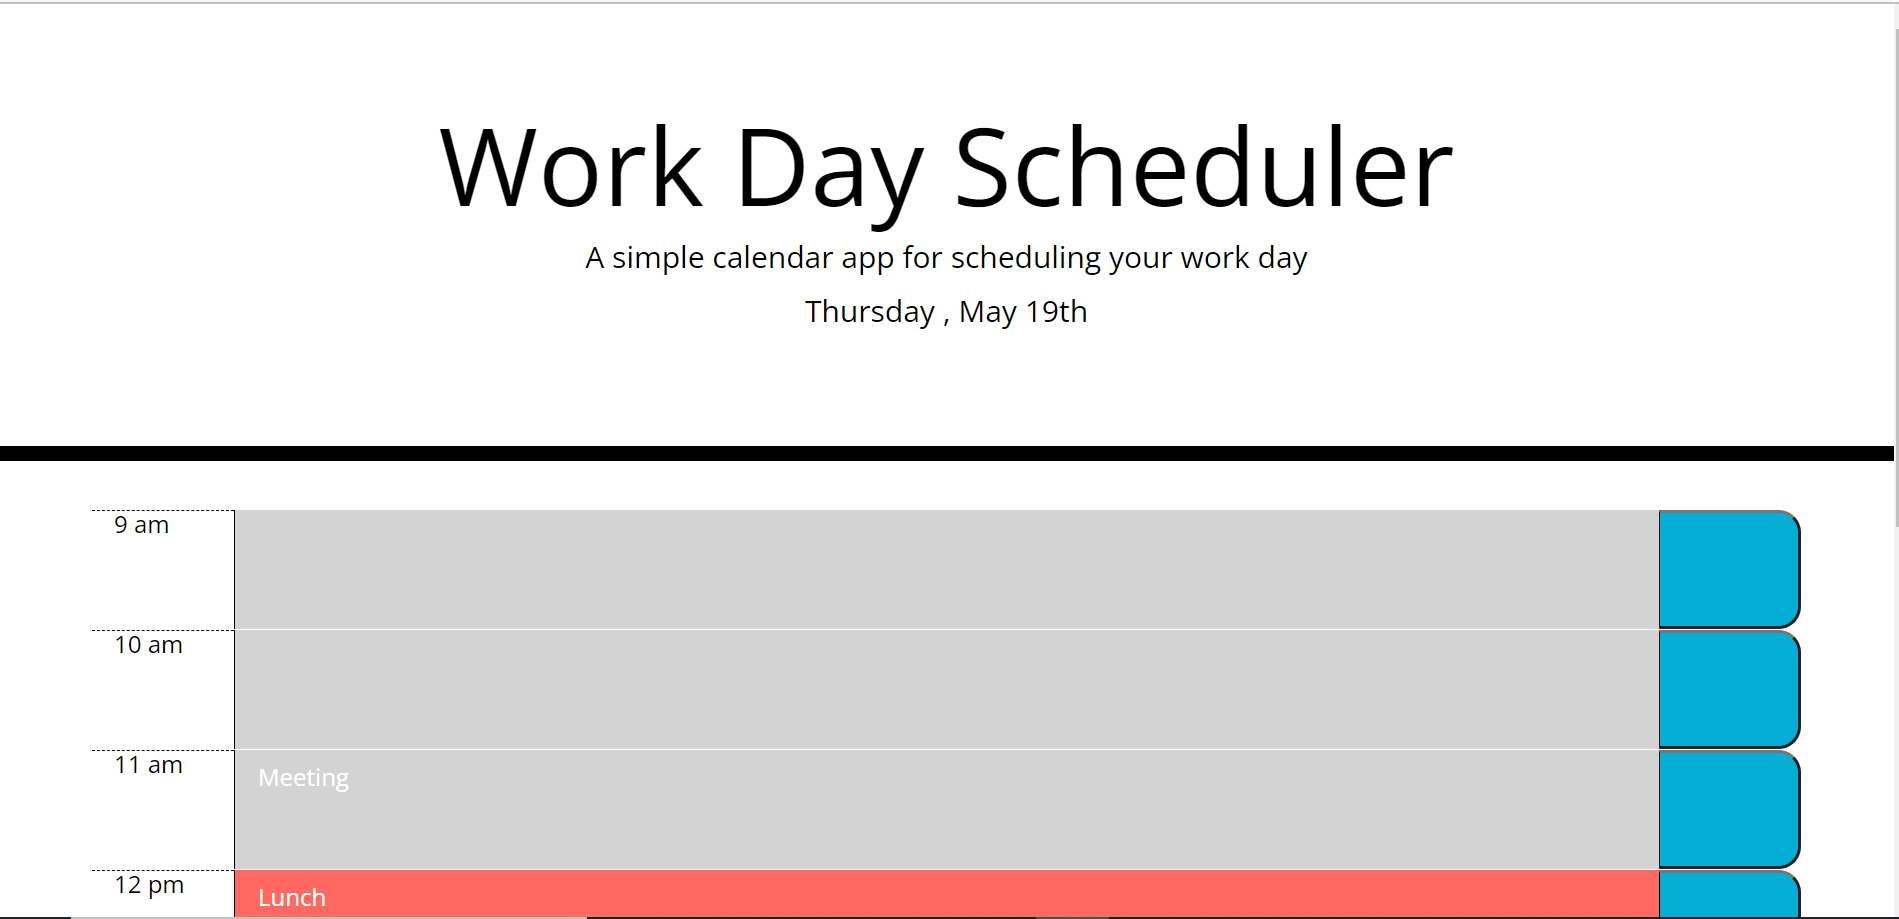 Work Day Scheduler
A simple calendar app for scheduling your work day
Thursday , May 19th
9 am
10 am
11 am
Meeting
12 pm
Lunch